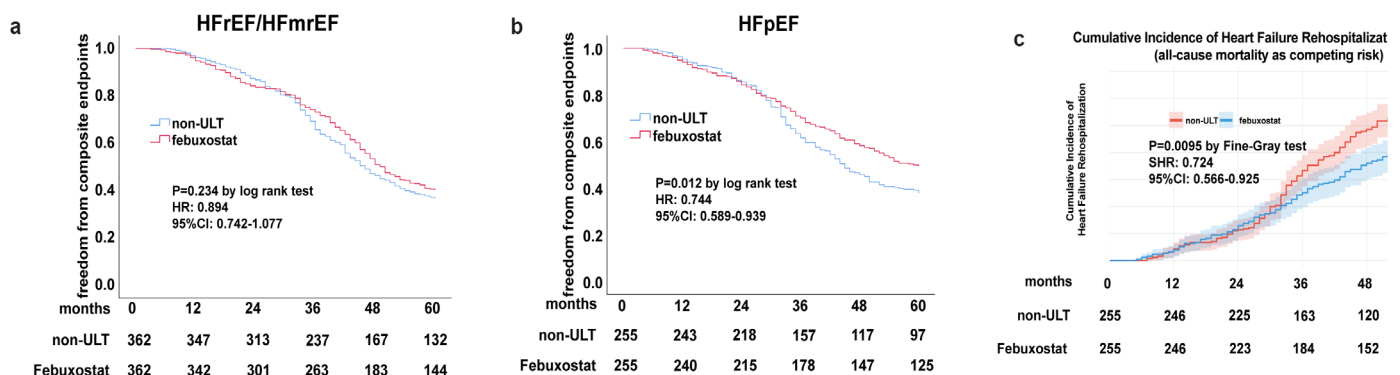 a
HFrEF/HFmrEF
freedom from composite endpoints
1.0
0.8
0.6
0.4
0.2
0.0
non-ULT
febuxostat
P=0.234 by log rank test
HR: 0.894
95%CI: 0.742-1.077
months 0 12 24 36 48 60
non-ULT 362 347 313 237 167 132
Febuxostat 362 342 301 263 183 144
b
HFpEF
freedom from composite endpoints
1.0
0.8
0.6
0.4
0.2
0.0
non-ULT
febuxostat
P=0.012 by log rank test
HR: 0.744
95%CI: 0.589-0.939
months 0 12 24 36 48 60
non-ULT 255 243 218 157 117 97
Febuxostat 255 240 215 178 147 125
c
Cumulative Incidence of Heart Failure Rehospitalizat
(all-cause mortality as competing risk)
Cumulative Incidence of
Heart Failure Rehospitalization
non-ULT febuxostat
P=0.0095 by Fine-Gray test
SHR: 0.724
95%CI: 0.566-0.925
months 0 12 24 36 48
non-ULT 255 246 225 163 120
Febuxostat 255 246 223 184 152